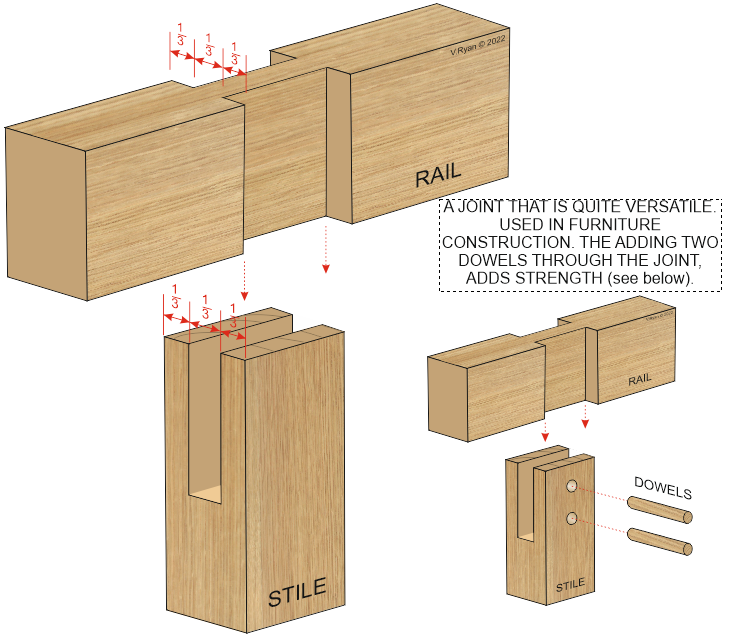 1/3 1/3 1/3
V.Ryan © 2022
RAIL
A JOINT THAT IS QUITE VERSATILE.
USED IN FURNITURE
CONSTRUCTION. THE ADDING TWO
DOWELS THROUGH THE JOINT,
ADDS STRENGTH (see below).
1/3 1/3 1/3
STILE
V.Ryan © 2022
RAIL
DOWELS
STILE